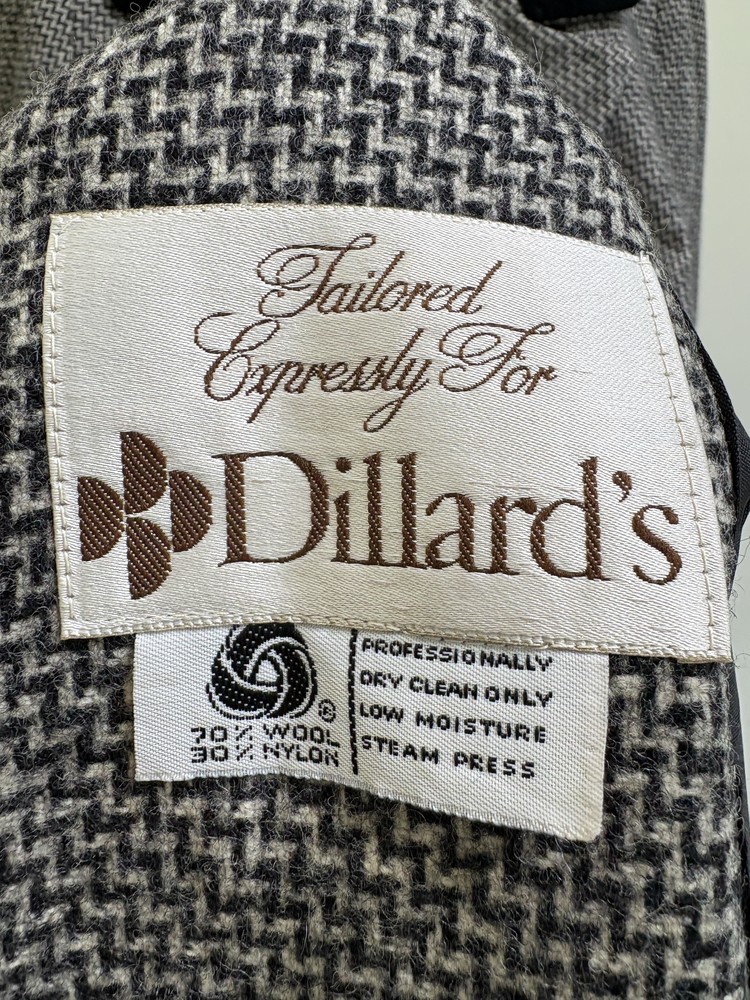 Tailored
Expressly For
Dillard's
®
70% WOOL
30% NYLON
PROFESSIONALLY
DRY CLEAN ONLY
LOW MOISTURE
STEAM PRESS